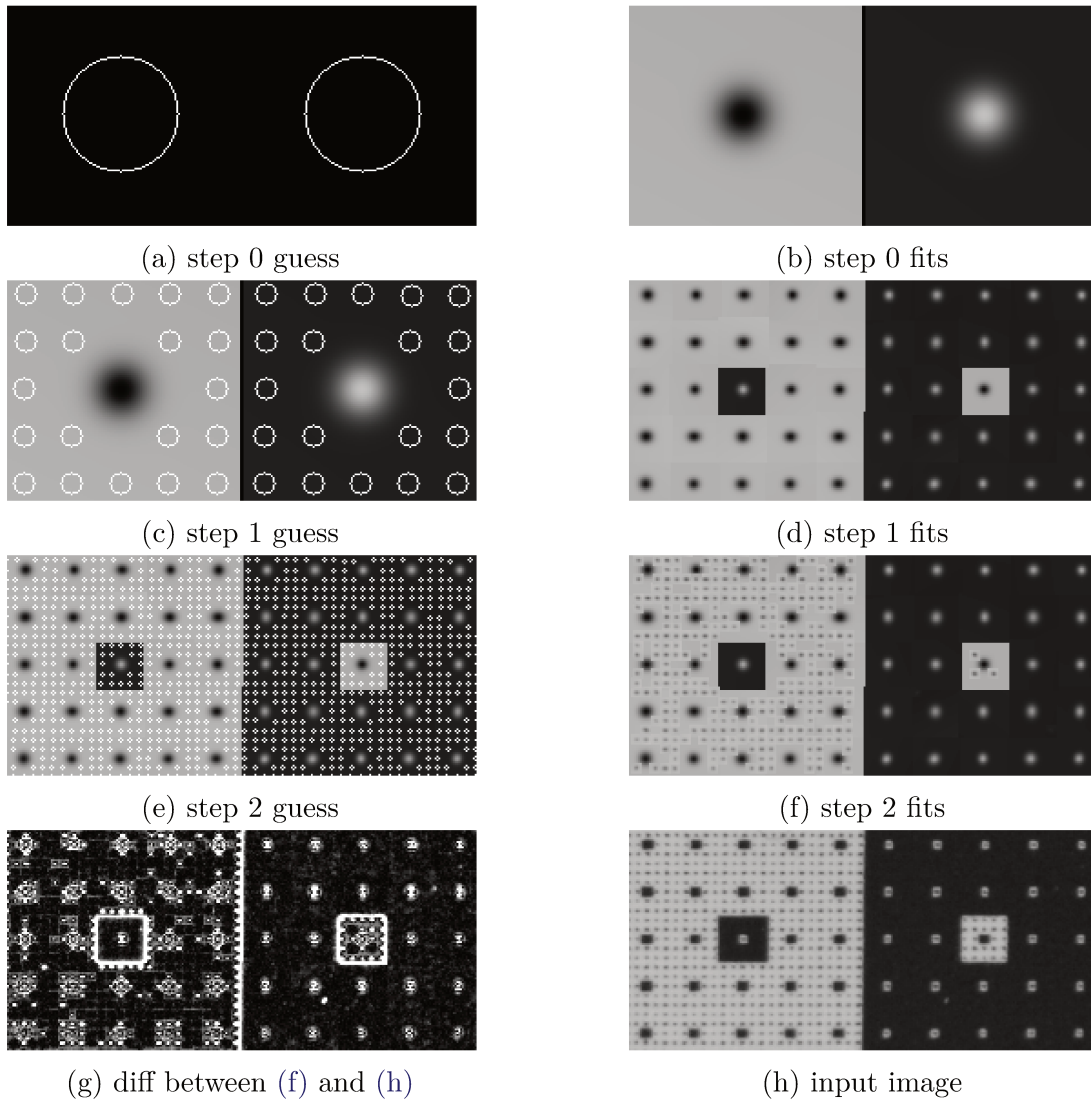 (a) step 0 guess
(b) step 0 fits
(c) step 1 guess
(d) step 1 fits
(e) step 2 guess
(f) step 2 fits
(g) diff between (f) and (h)
(h) input image